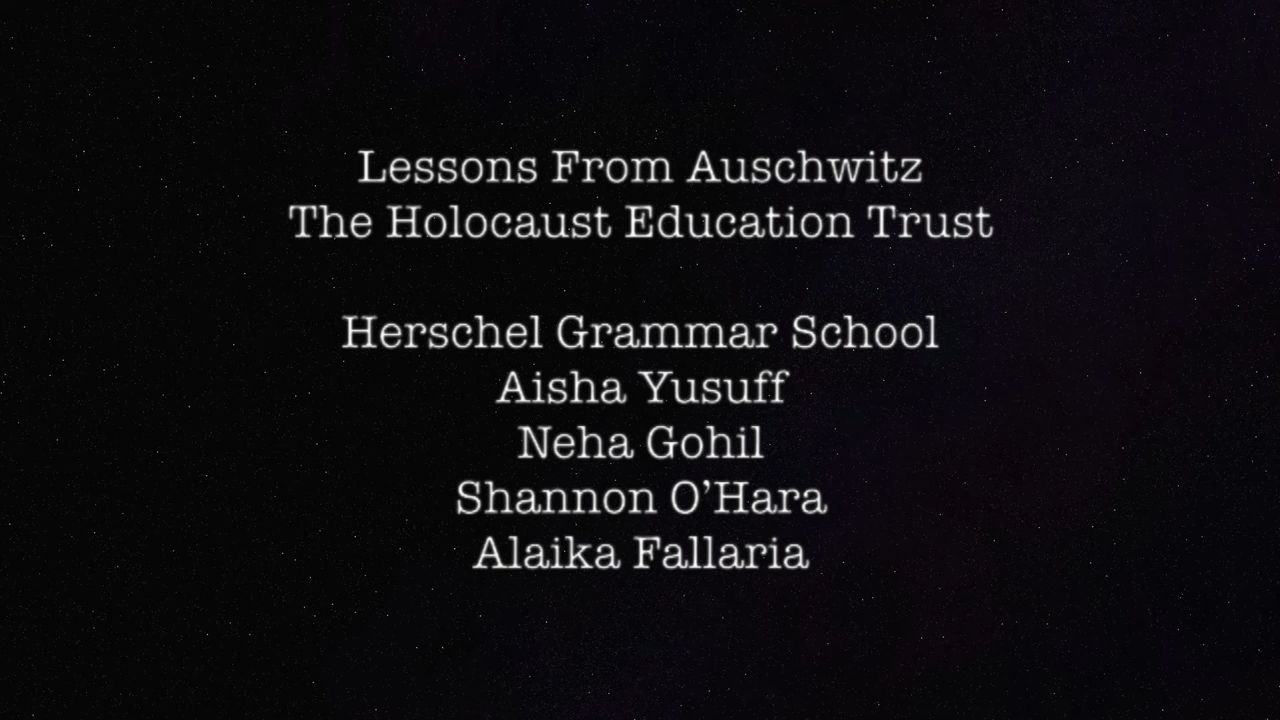 Lessons From Auschwitz
The Holocaust Education Trust
Herschel Grammar School
Aisha Yusuff
Neha Gohil
Shannon O’Hara
Alaika Fallaria